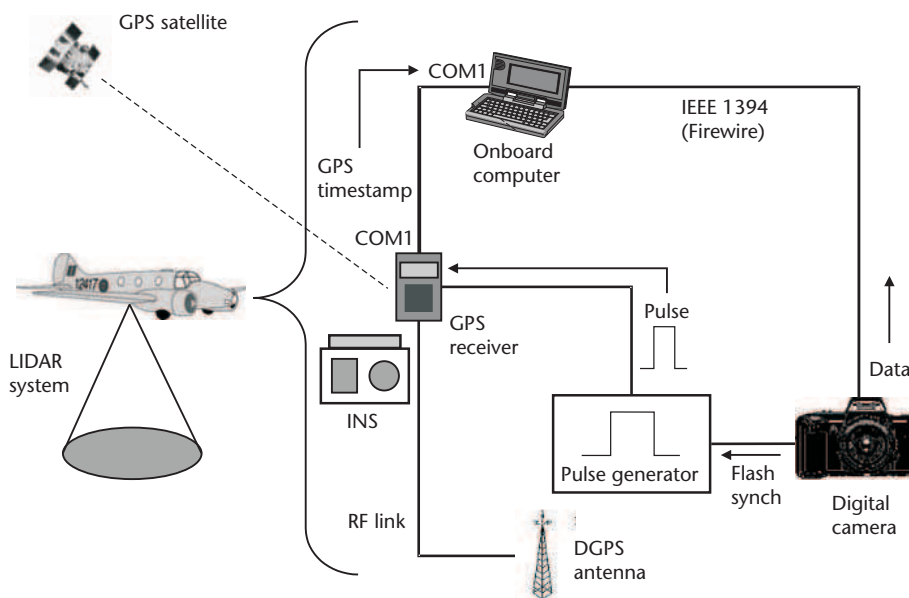 GPS satellite
COM1
IEEE 1394
(Firewire)
Onboard
computer
GPS
timestamp
COM1
12417
GPS
receiver
Pulse
LIDAR
system
INS
Data
Pulse generator
Flash
synch
Digital
camera
RF link
DGPS
antenna